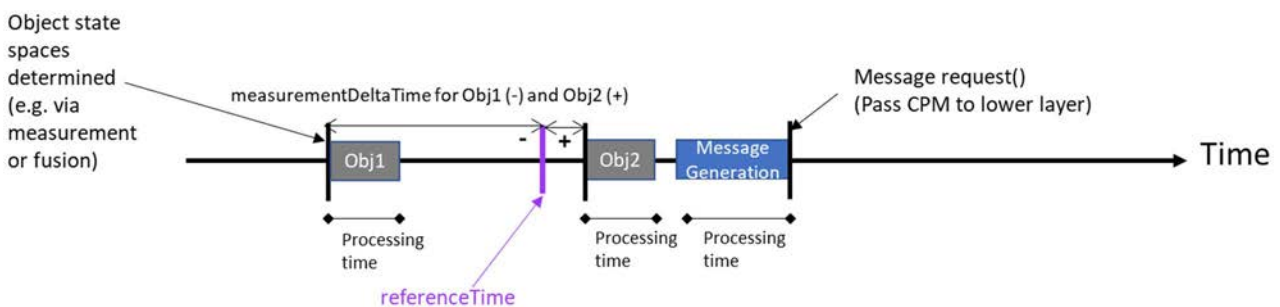 Object state
spaces
determined
(e.g. via
measurement
or fusion)
measurementDeltaTime for Obj1 (-) and Obj2 (+)
Message request()
(Pass CPM to lower layer)
-
+
Obj1
Obj2
Message
Generation
Time
Processing
time
Processing
time
Processing
time
referenceTime